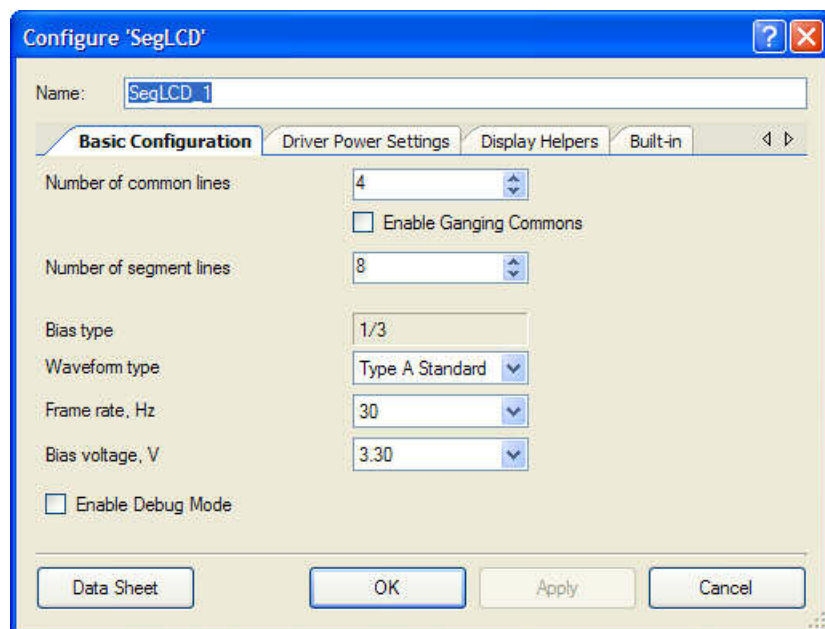 Configure 'SegLCD'
Name: SegLCD_1
Basic Configuration Driver Power Settings Display Helpers Built-in
Number of common lines 4
Enable Ganging Commons
Number of segment lines 8
Bias type 1/3
Waveform type Type A Standard
Frame rate, Hz 30
Bias voltage, V 3.30
Enable Debug Mode
Data Sheet OK Apply Cancel